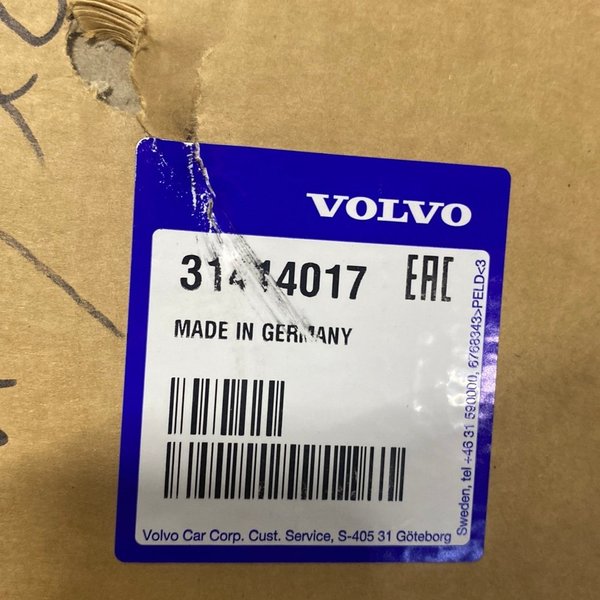 VOLVO
31414017 EAC
MADE IN GERMANY
Volvo Car Corp. Cust. Service, S-405 31 Göteborg
Sweden, tel +46 31 590000, 6768343>PELD<3